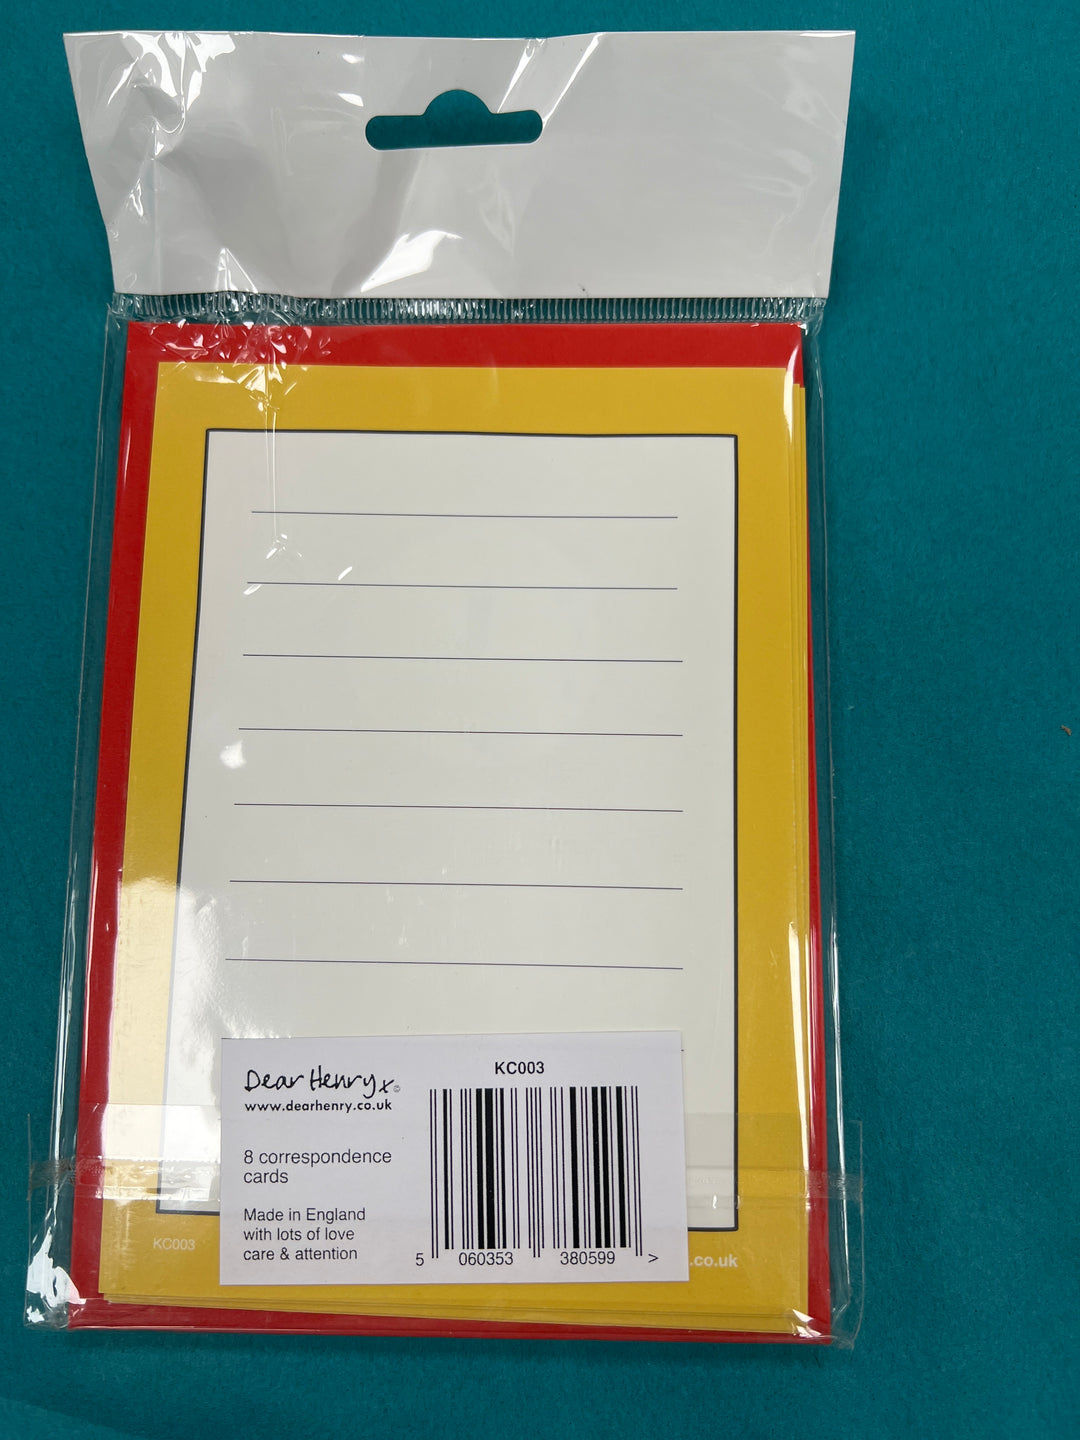 Dear Henry x ©
www.dearhenry.co.uk
8 correspondence
cards
Made in England
with lots of love
care & attention
KC003
5 060353 380599 >
KC003
.co.uk